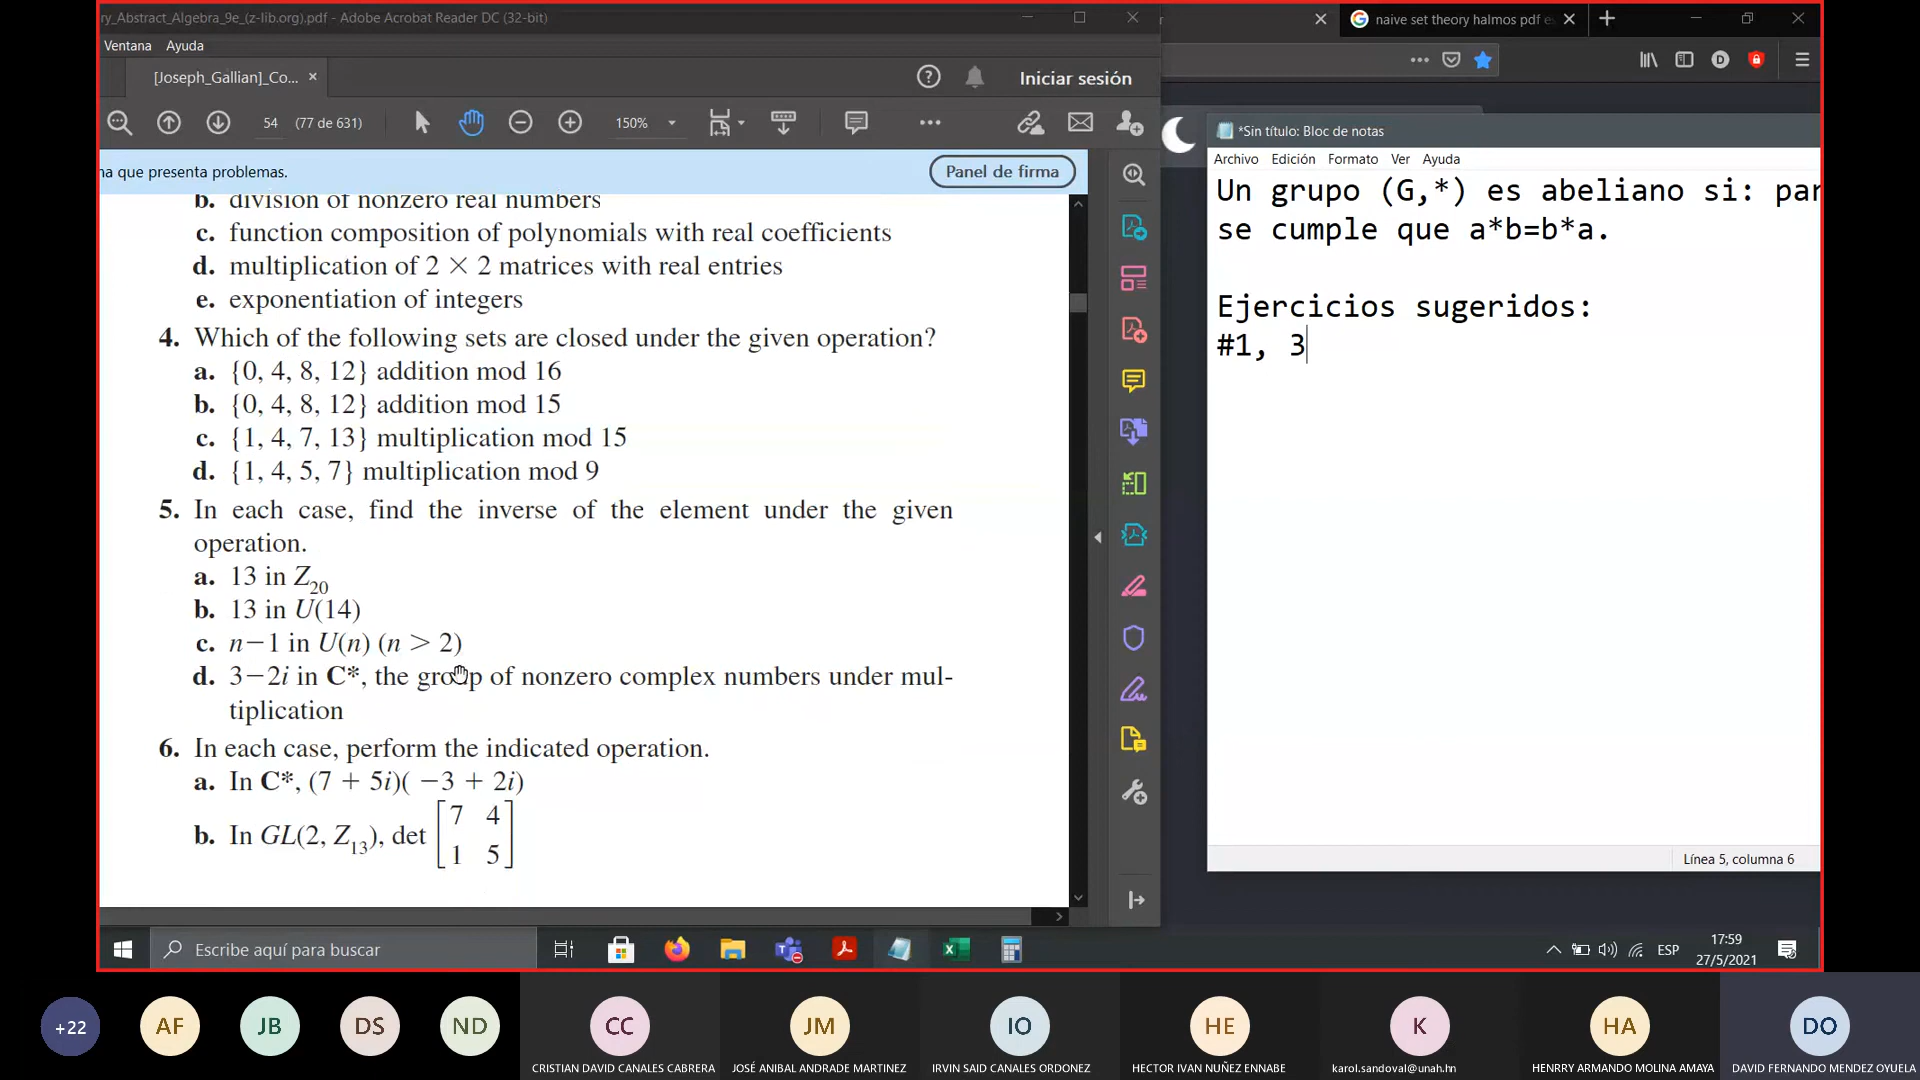 ry_Abstract_Algebra_9e_(z-lib.org).pdf - Adobe Acrobat Reader DC (32-bit)
Ventana Ayuda
[Joseph_Gallian]_Co...
Iniciar sesión
54 (77 de 631)
150%
na que presenta problemas.
Panel de firma
b. division of nonzero real numbers
c. function composition of polynomials with real coefficients
d. multiplication of 2 × 2 matrices with real entries
e. exponentiation of integers
4. Which of the following sets are closed under the given operation?
a. {0, 4, 8, 12} addition mod 16
b. {0, 4, 8, 12} addition mod 15
c. {1, 4, 7, 13} multiplication mod 15
d. {1, 4, 5, 7} multiplication mod 9
5. In each case, find the inverse of the element under the given
operation.
a. 13 in Z20
b. 13 in U(14)
c. n−1 in U(n) (n > 2)
d. 3−2i in C*, the group of nonzero complex numbers under mul-
tiplication
6. In each case, perform the indicated operation.
a. In C*, (7 + 5i)( −3 + 2i)
b. In GL(2, Z13), det [7 4
1 5]
naive set theory halmos pdf e
*Sin título: Bloc de notas
Archivo Edición Formato Ver Ayuda
Un grupo (G,*) es abeliano si: par
se cumple que a*b=b*a.
Ejercicios sugeridos:
#1, 3
Línea 5, columna 6
Escribe aquí para buscar
ESP
17:59
27/5/2021
+22
AF
JB
DS
ND
CC
JM
IO
HE
K
HA
DO
CRISTIAN DAVID CANALES CABRERA
JOSÉ ANIBAL ANDRADE MARTINEZ
IRVIN SAID CANALES ORDONEZ
HECTOR IVAN NUÑEZ ENNABE
karol.sandoval@unah.hn
HENRRY ARMANDO MOLINA AMAYA
DAVID FERNANDO MENDEZ OYUELA